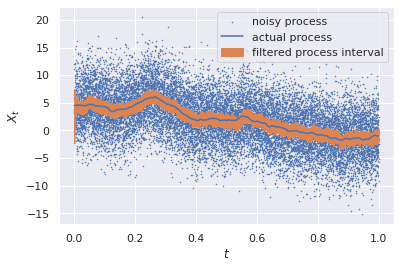 noisy process
actual process
filtered process interval
20
15
10
5
0
−5
−10
−15
X_t
0.0 0.2 0.4 0.6 0.8 1.0
t